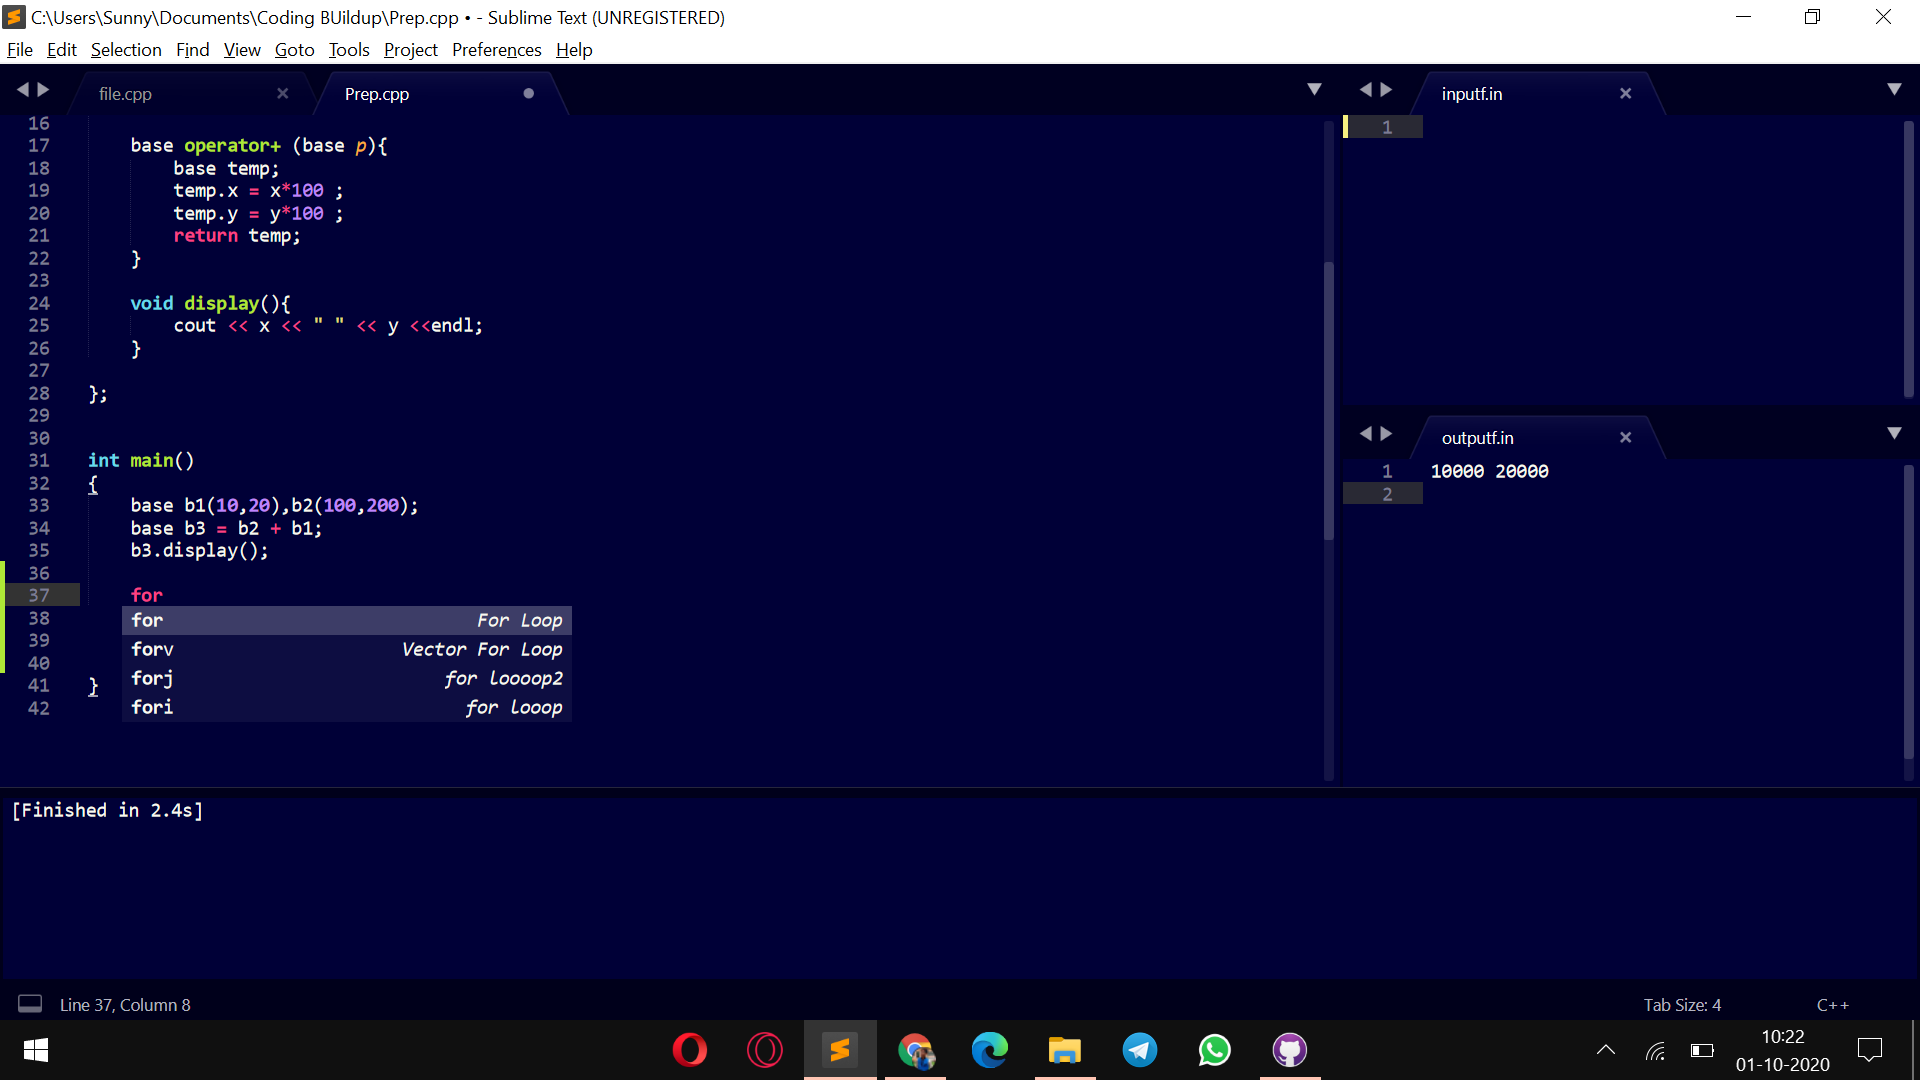 C:\Users\Sunny\Documents\Coding BUildup\Prep.cpp • - Sublime Text (UNREGISTERED)
File Edit Selection Find View Goto Tools Project Preferences Help
file.cpp Prep.cpp
16
17 base operator+ (base p){
18 base temp;
19 temp.x = x*100 ;
20 temp.y = y*100 ;
21 return temp;
22 }
23
24 void display(){
25 cout << x << " " << y <<endl;
26 }
27
28 };
29
30
31 int main()
32 {
33 base b1(10,20),b2(100,200);
34 base b3 = b2 + b1;
35 b3.display();
36
37 for
38 for For Loop
39 forv Vector For Loop
40 forj for loooop2
41 }
42 fori for looop
inputf.in
1
outputf.in
1 10000 20000
2
[Finished in 2.4s]
Line 37, Column 8
Tab Size: 4 C++
10:22
01-10-2020